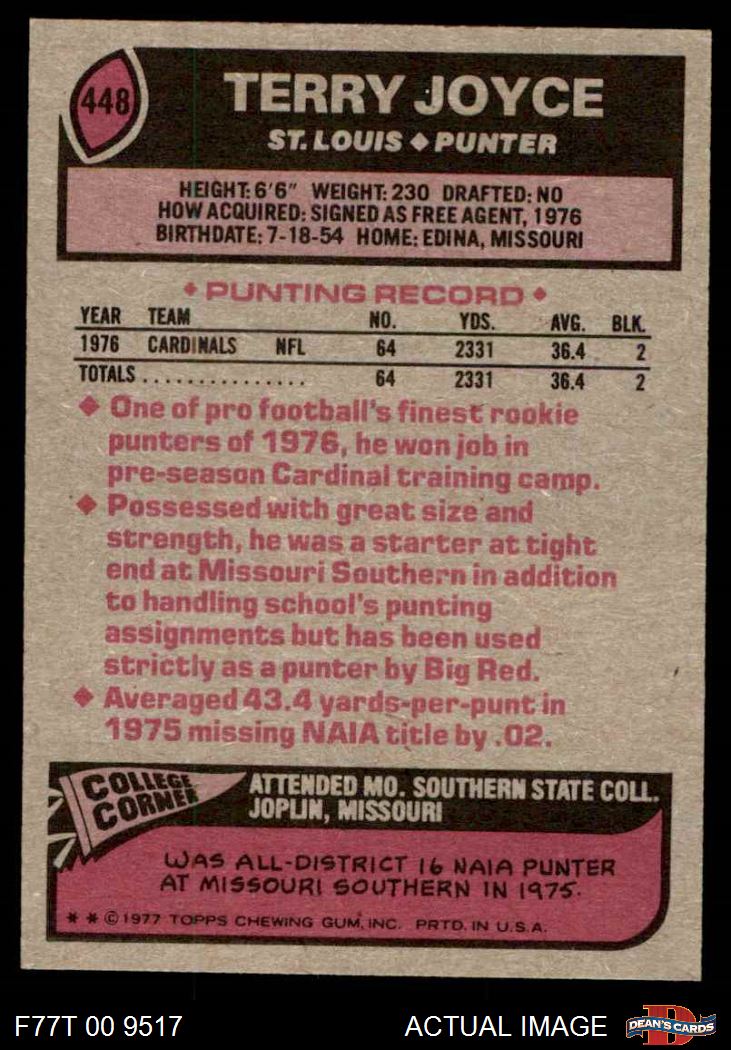 448
TERRY JOYCE
ST. LOUIS ♦ PUNTER
HEIGHT: 6'6" WEIGHT: 230 DRAFTED: NO
HOW ACQUIRED: SIGNED AS FREE AGENT, 1976
BIRTHDATE: 7-18-54 HOME: EDINA, MISSOURI
♦ PUNTING RECORD ♦
YEAR TEAM NO. YDS. AVG. BLK.
1976 CARDINALS NFL 64 2331 36.4 2
TOTALS ............... 64 2331 36.4 2
♦ One of pro football's finest rookie
punters of 1976, he won job in
pre-season Cardinal training camp.
♦ Possessed with great size and
strength, he was a starter at tight
end at Missouri Southern in addition
to handling school's punting
assignments but has been used
strictly as a punter by Big Red.
♦ Averaged 43.4 yards-per-punt in
1975 missing NAIA title by .02.
COLLEGE
CORNER
ATTENDED MO. SOUTHERN STATE COLL.
JOPLIN, MISSOURI
WAS ALL-DISTRICT 16 NAIA PUNTER
AT MISSOURI SOUTHERN IN 1975.
* * © 1977 TOPPS CHEWING GUM, INC. PRTD. IN U.S.A.
F77T 00 9517 ACTUAL IMAGE D DEAN'S CARDS